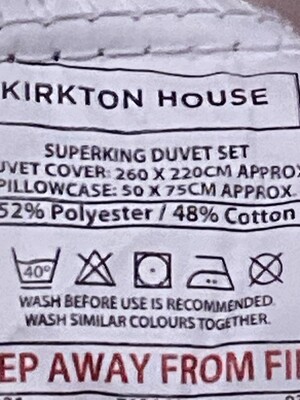 KIRKTON HOUSE
SUPERKING DUVET SET
UVET COVER: 260 X 220CM APPROX
PILLOWCASE: 50 X 75CM APPROX.
52% Polyester / 48% Cotton
40°
WASH BEFORE USE IS RECOMMENDED.
WASH SIMILAR COLOURS TOGETHER.
EP AWAY FROM FI